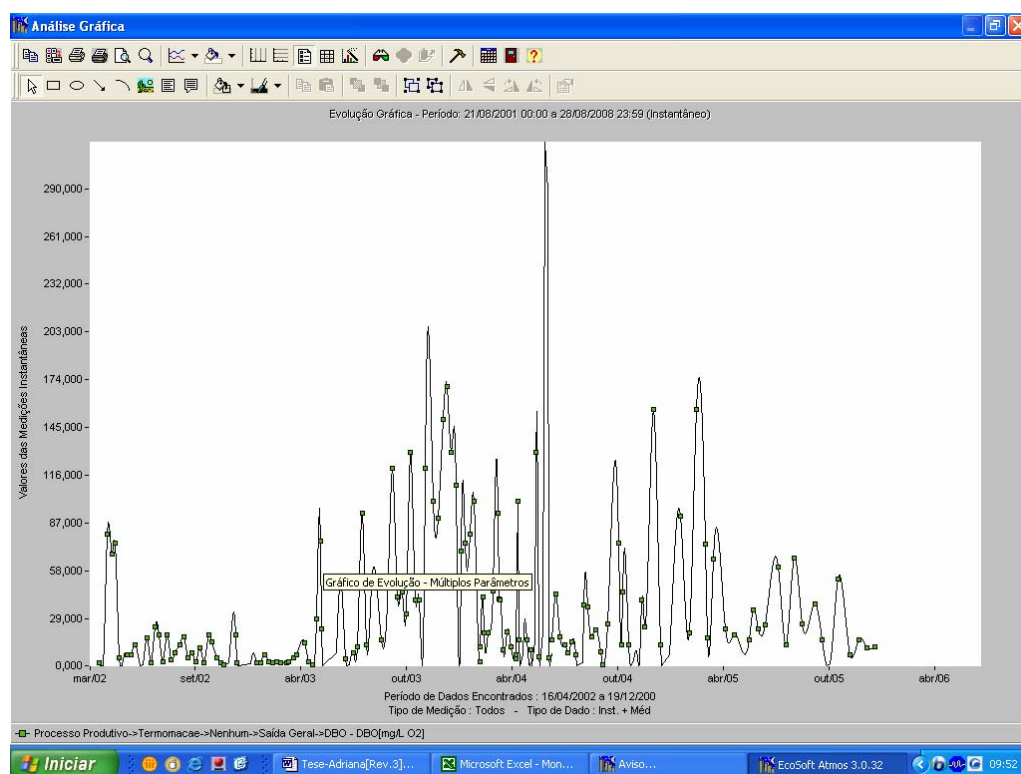 Análise Gráfica
Evolução Gráfica - Período: 21/08/2001 00:00 a 28/08/2008 23:59 (Instantâneo)
Valores das Medições Instantâneas
290,000
261,000
232,000
203,000
174,000
145,000
116,000
87,000
58,000
29,000
0,000
Gráfico de Evolução - Múltiplos Parâmetros
mar/02 set/02 abr/03 out/03 abr/04 out/04 abr/05 out/05 abr/06
Período de Dados Encontrados : 16/04/2002 a 19/12/200
Tipo de Medição : Todos - Tipo de Dado : Inst. + Méd
Processo Produtivo->Termomacae->Nenhum->Saída Geral->DBO - DBO[mg/L O2]
Iniciar Tese-Adriana[Rev.3]... Microsoft Excel - Mon... Aviso... EcoSoft Atmos 3.0.32 09:52